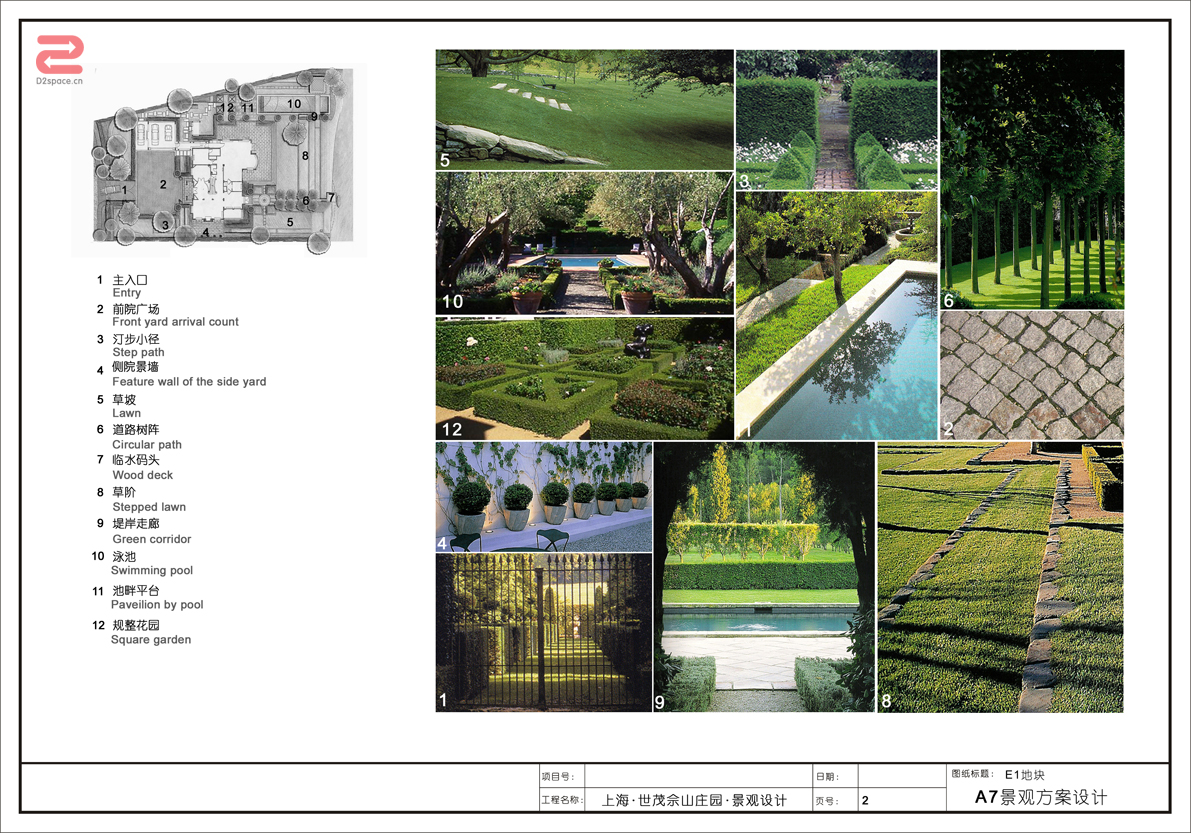 D2space.cn
12
11
10
9
8
1
2
6
7
3
4
5
1 主入口
Entry
2 前院广场
Front yard arrival count
3 汀步小径
Step path
4 侧院景墙
Feature wall of the side yard
5 草坡
Lawn
6 道路树阵
Circular path
7 临水码头
Wood deck
8 草阶
Stepped lawn
9 堤岸走廊
Green corridor
10 泳池
Swimming pool
11 池畔平台
Paveilion by pool
12 规整花园
Square garden
5
3
6
10
12
1
2
4
1
9
8
项目号:
日期:
图纸标题: E1地块
工程名称: 上海·世茂佘山庄园·景观设计
页号: 2
A7景观方案设计